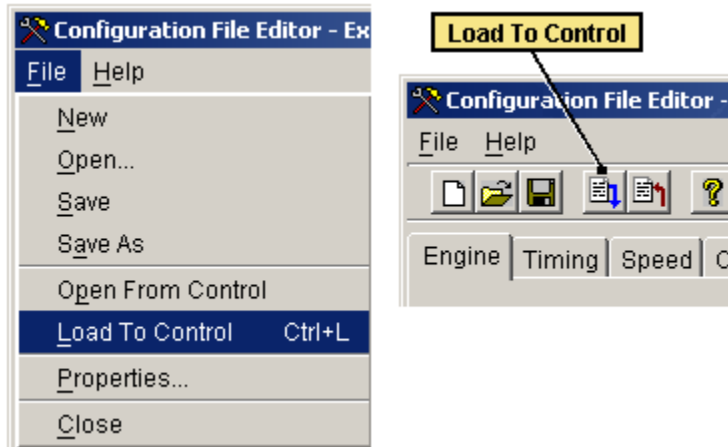 Configuration File Editor - Ex
File Help
New
Open...
Save
Save As
Open From Control
Load To Control Ctrl+L
Properties...
Close
Load To Control
Configuration File Editor -
File Help
Engine Timing Speed